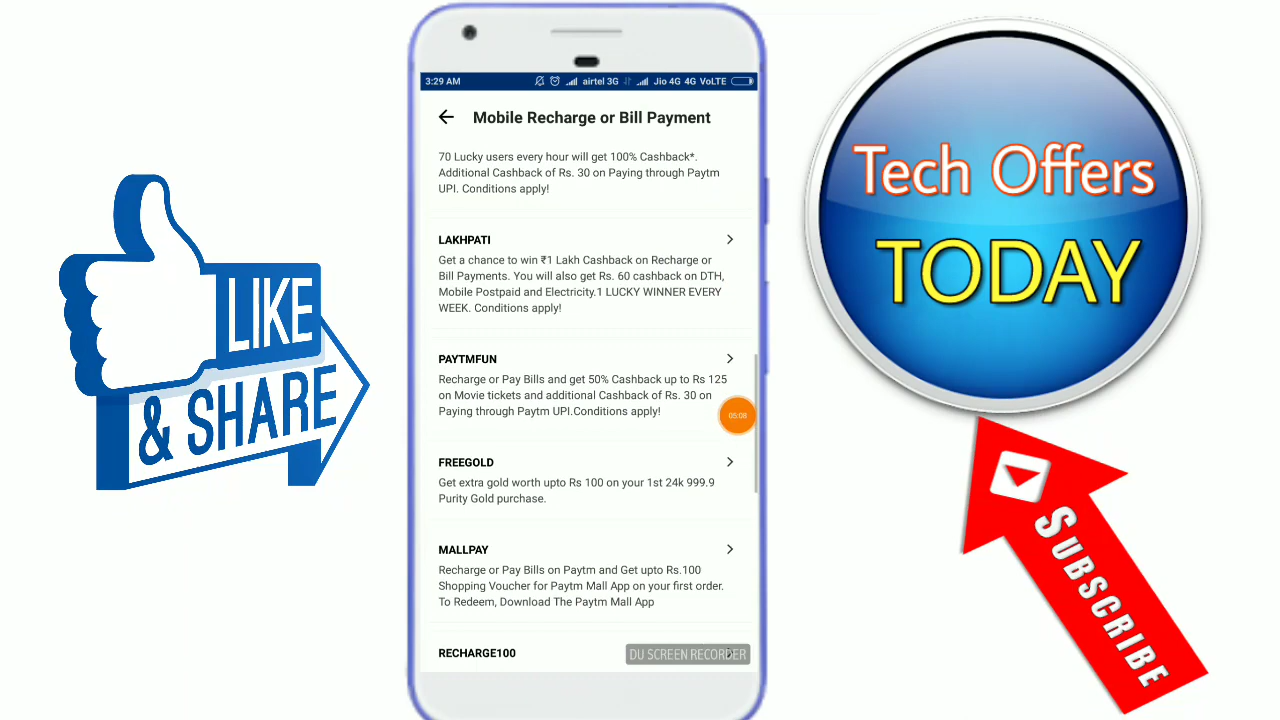 LIKE
& SHARE
3:29 AM airtel 3G Jio 4G 4G VoLTE
Mobile Recharge or Bill Payment
70 Lucky users every hour will get 100% Cashback*.
Additional Cashback of Rs. 30 on Paying through Paytm
UPI. Conditions apply!
LAKHPATI
Get a chance to win ₹1 Lakh Cashback on Recharge or
Bill Payments. You will also get Rs. 60 cashback on DTH,
Mobile Postpaid and Electricity.1 LUCKY WINNER EVERY
WEEK. Conditions apply!
PAYTMFUN
Recharge or Pay Bills and get 50% Cashback up to Rs 125
on Movie tickets and additional Cashback of Rs. 30 on
Paying through Paytm UPI.Conditions apply!
05:08
FREEGOLD
Get extra gold worth upto Rs 100 on your 1st 24k 999.9
Purity Gold purchase.
MALLPAY
Recharge or Pay Bills on Paytm and Get upto Rs.100
Shopping Voucher for Paytm Mall App on your first order.
To Redeem, Download The Paytm Mall App
RECHARGE100
DU SCREEN RECORDER
Tech Offers
TODAY
SUBSCRIBE